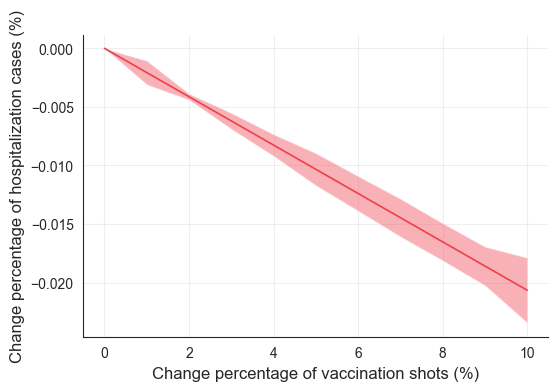 Change percentage of hospitalization cases (%)
0.000
−0.005
−0.010
−0.015
−0.020
0 2 4 6 8 10
Change percentage of vaccination shots (%)